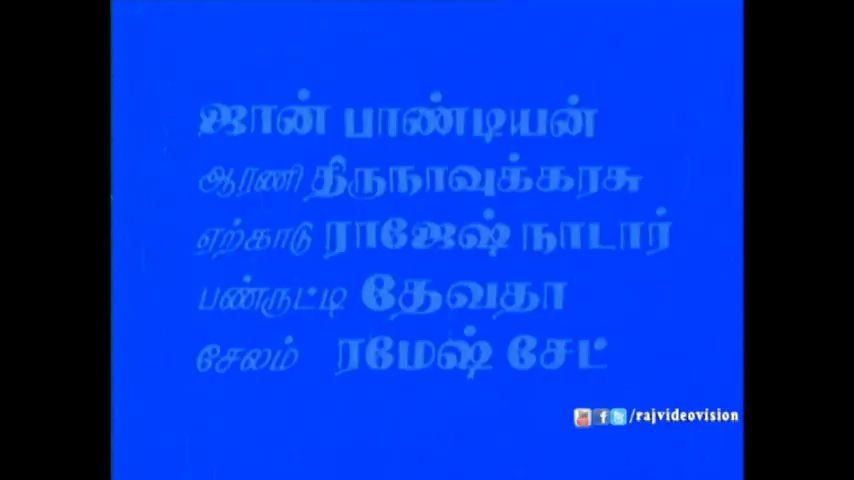 ஜான் பாண்டியன்
ஆரணி திருநாவுக்கரசு
ஏற்காடு ராஜேஷ் நாடார்
பண்ருட்டி தேவதா
சேலம் ரமேஷ் சேட்
/rajvideovision